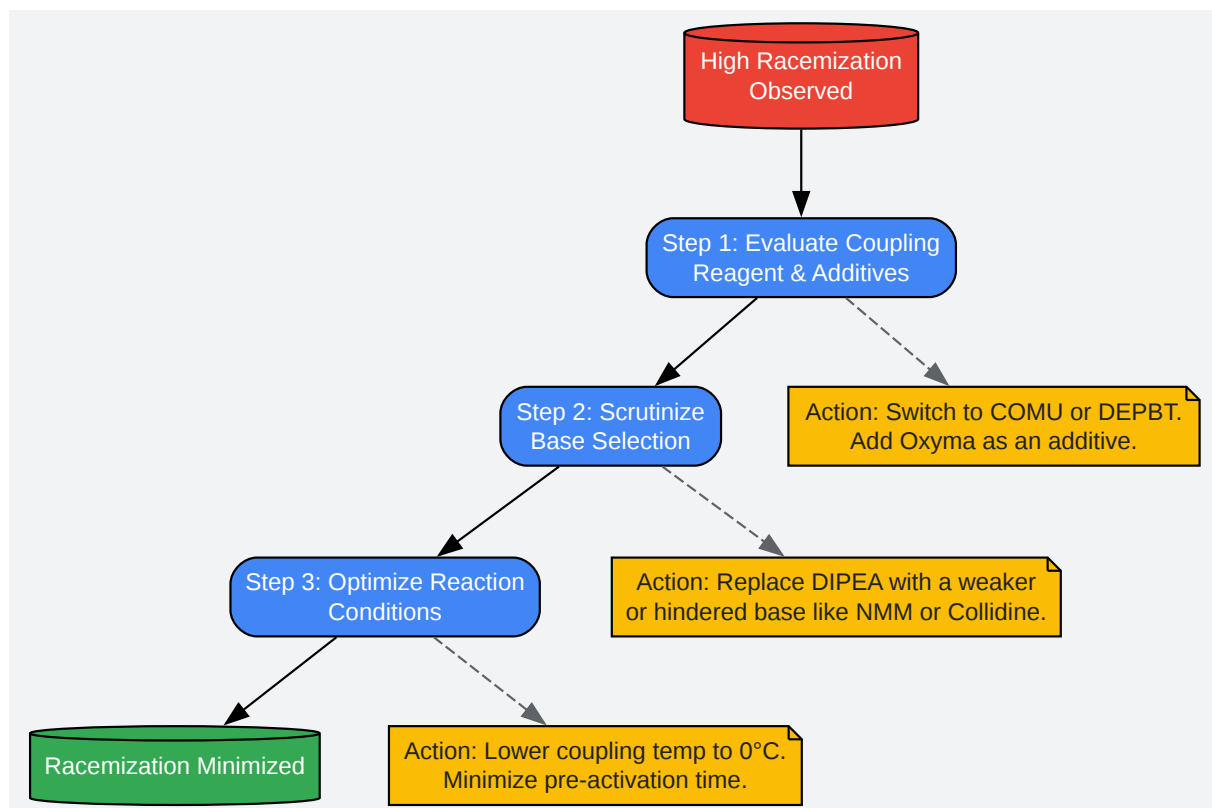 High Racemization
Observed
Step 1: Evaluate Coupling
Reagent & Additives
Step 2: Scrutinize
Base Selection
Action: Switch to COMU or DEPBT.
Add Oxyma as an additive.
Step 3: Optimize Reaction
Conditions
Action: Replace DIPEA with a weaker
or hindered base like NMM or Collidine.
Racemization Minimized
Action: Lower coupling temp to 0°C.
Minimize pre-activation time.